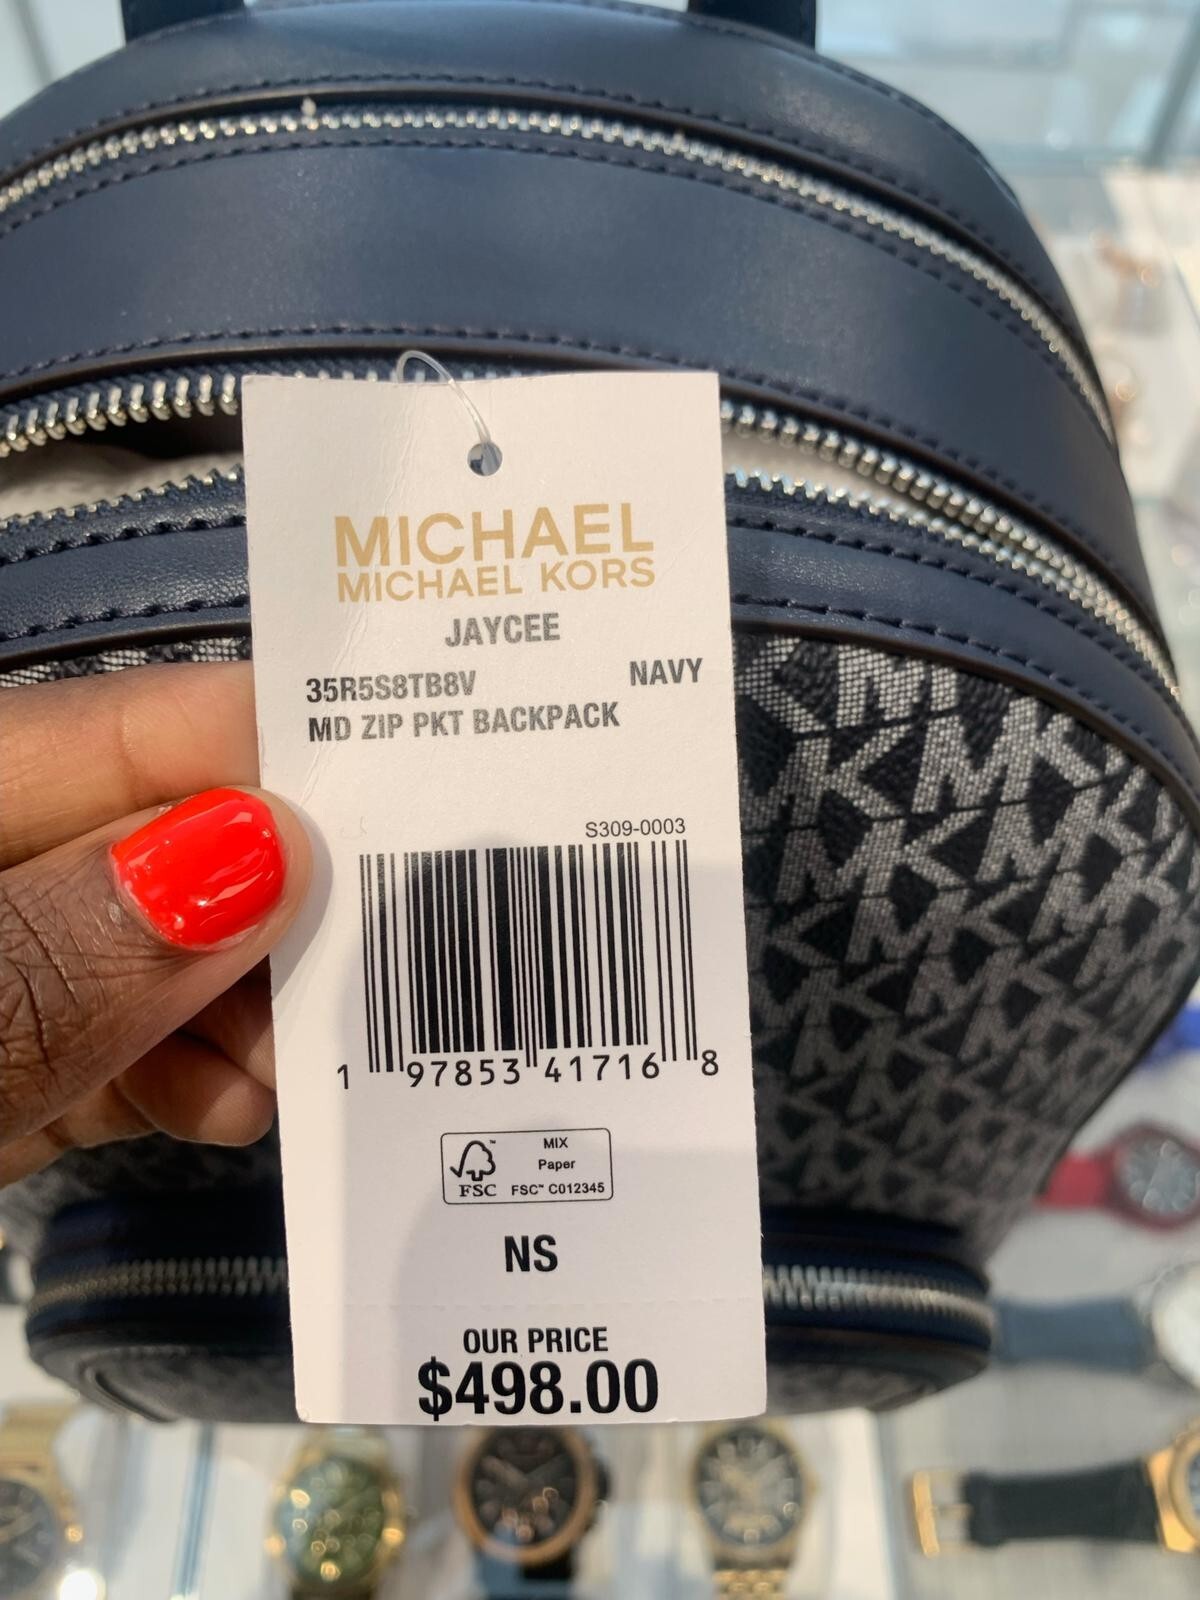 MICHAEL
MICHAEL KORS
JAYCEE
35R5S8TB8V NAVY
MD ZIP PKT BACKPACK
S309-0003
1 97853 41716 8
MIX
Paper
FSC™ FSC™ C012345
NS
OUR PRICE
$498.00